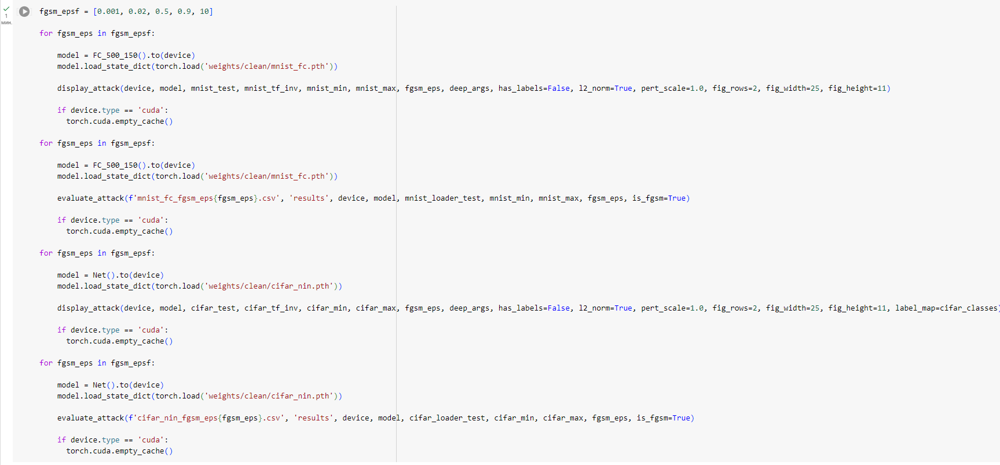 1
мин.
fgsm_epsf = [0.001, 0.02, 0.5, 0.9, 10]
for fgsm_eps in fgsm_epsf:
model = FC_500_150().to(device)
model.load_state_dict(torch.load('weights/clean/mnist_fc.pth'))
display_attack(device, model, mnist_test, mnist_tf_inv, mnist_min, mnist_max, fgsm_eps, deep_args, has_labels=False, l2_norm=True, pert_scale=1.0, fig_rows=2, fig_width=25, fig_height=11)
if device.type == 'cuda':
torch.cuda.empty_cache()
for fgsm_eps in fgsm_epsf:
model = FC_500_150().to(device)
model.load_state_dict(torch.load('weights/clean/mnist_fc.pth'))
evaluate_attack(f'mnist_fc_fgsm_eps{fgsm_eps}.csv', 'results', device, model, mnist_loader_test, mnist_min, mnist_max, fgsm_eps, is_fgsm=True)
if device.type == 'cuda':
torch.cuda.empty_cache()
for fgsm_eps in fgsm_epsf:
model = Net().to(device)
model.load_state_dict(torch.load('weights/clean/cifar_nin.pth'))
display_attack(device, model, cifar_test, cifar_tf_inv, cifar_min, cifar_max, fgsm_eps, deep_args, has_labels=False, l2_norm=True, pert_scale=1.0, fig_rows=2, fig_width=25, fig_height=11, label_map=cifar_classes)
if device.type == 'cuda':
torch.cuda.empty_cache()
for fgsm_eps in fgsm_epsf:
model = Net().to(device)
model.load_state_dict(torch.load('weights/clean/cifar_nin.pth'))
evaluate_attack(f'cifar_nin_fgsm_eps{fgsm_eps}.csv', 'results', device, model, cifar_loader_test, cifar_min, cifar_max, fgsm_eps, is_fgsm=True)
if device.type == 'cuda':
torch.cuda.empty_cache()